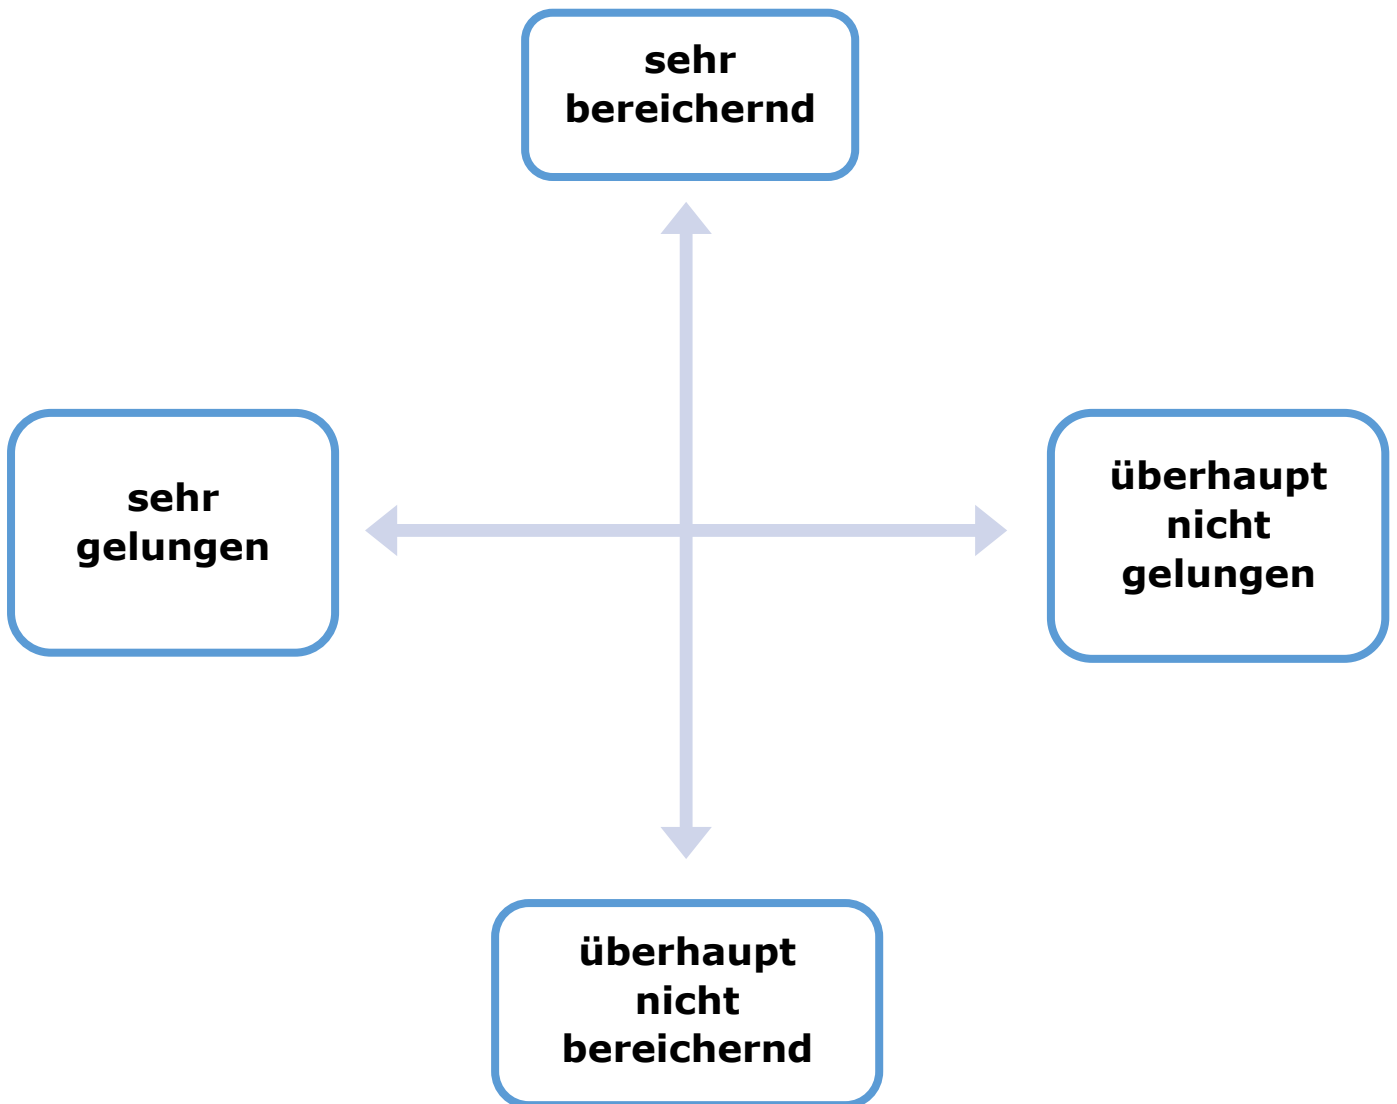 sehr
bereichernd
sehr
gelungen
überhaupt
nicht
gelungen
überhaupt
nicht
bereichernd